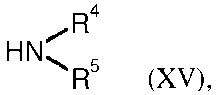 R⁴
HN
R⁵ (XV),